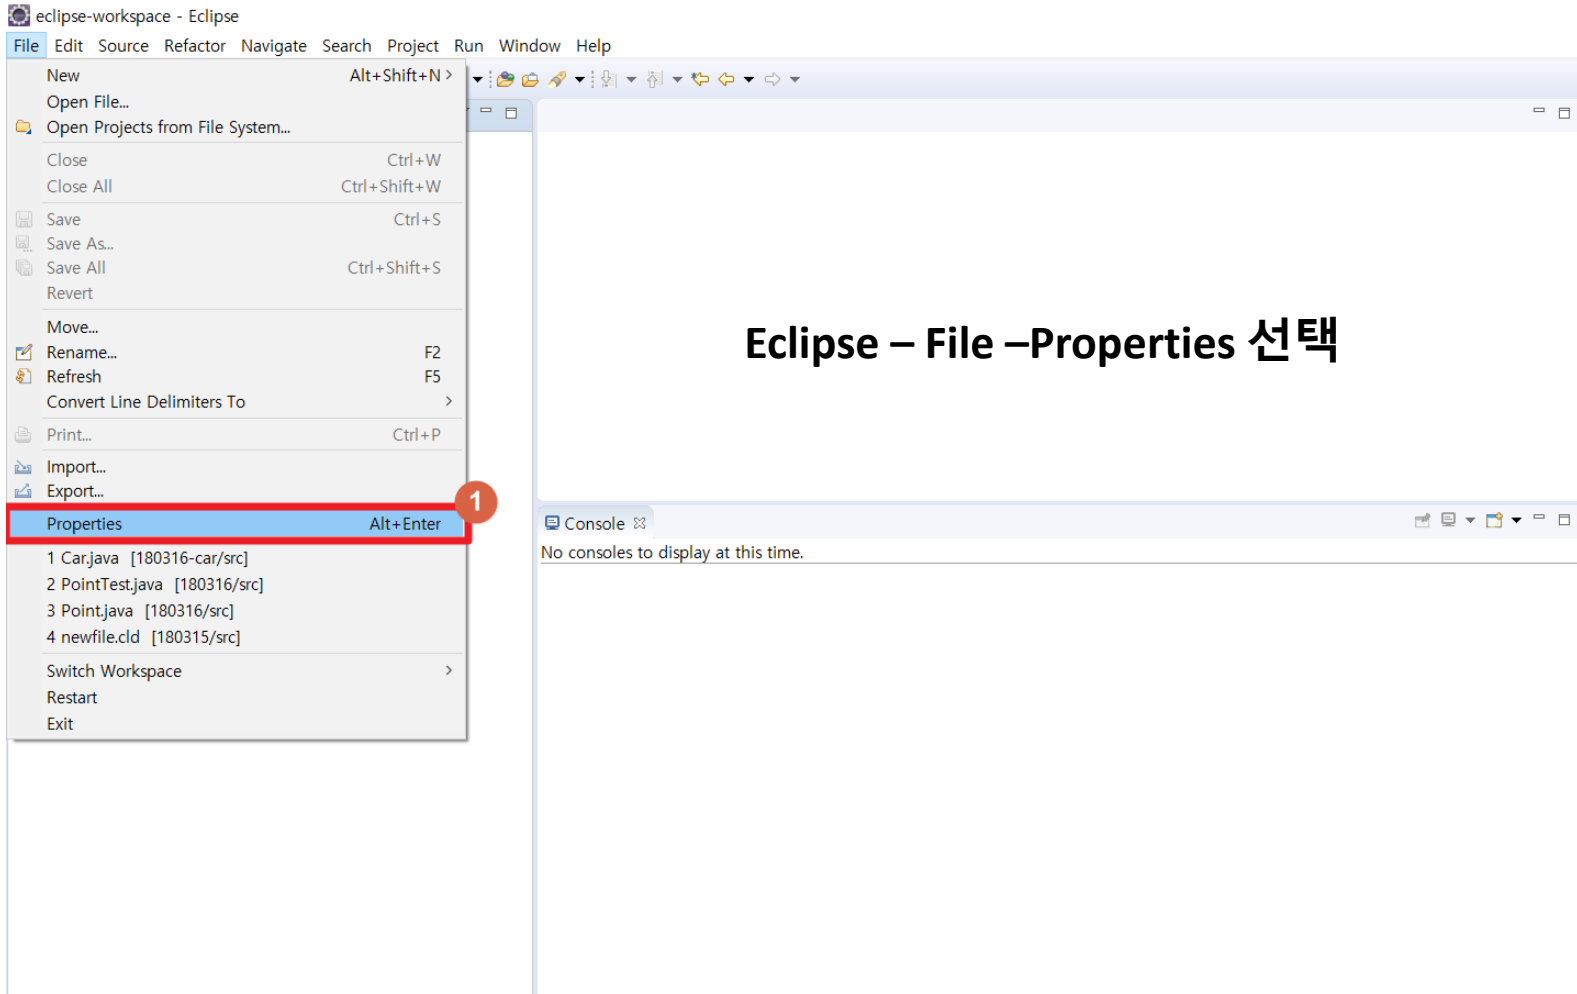 eclipse-workspace - Eclipse
File Edit Source Refactor Navigate Search Project Run Window Help
New Alt+Shift+N >
Open File...
Open Projects from File System...
Close Ctrl+W
Close All Ctrl+Shift+W
Save Ctrl+S
Save As...
Save All Ctrl+Shift+S
Revert
Move...
Rename... F2
Refresh F5
Convert Line Delimiters To >
Print... Ctrl+P
Import...
Export...
1
Properties Alt+Enter
1 Car.java [180316-car/src]
2 PointTest.java [180316/src]
3 Point.java [180316/src]
4 newfile.cld [180315/src]
Switch Workspace >
Restart
Exit
Eclipse – File –Properties 선택
Console
No consoles to display at this time.